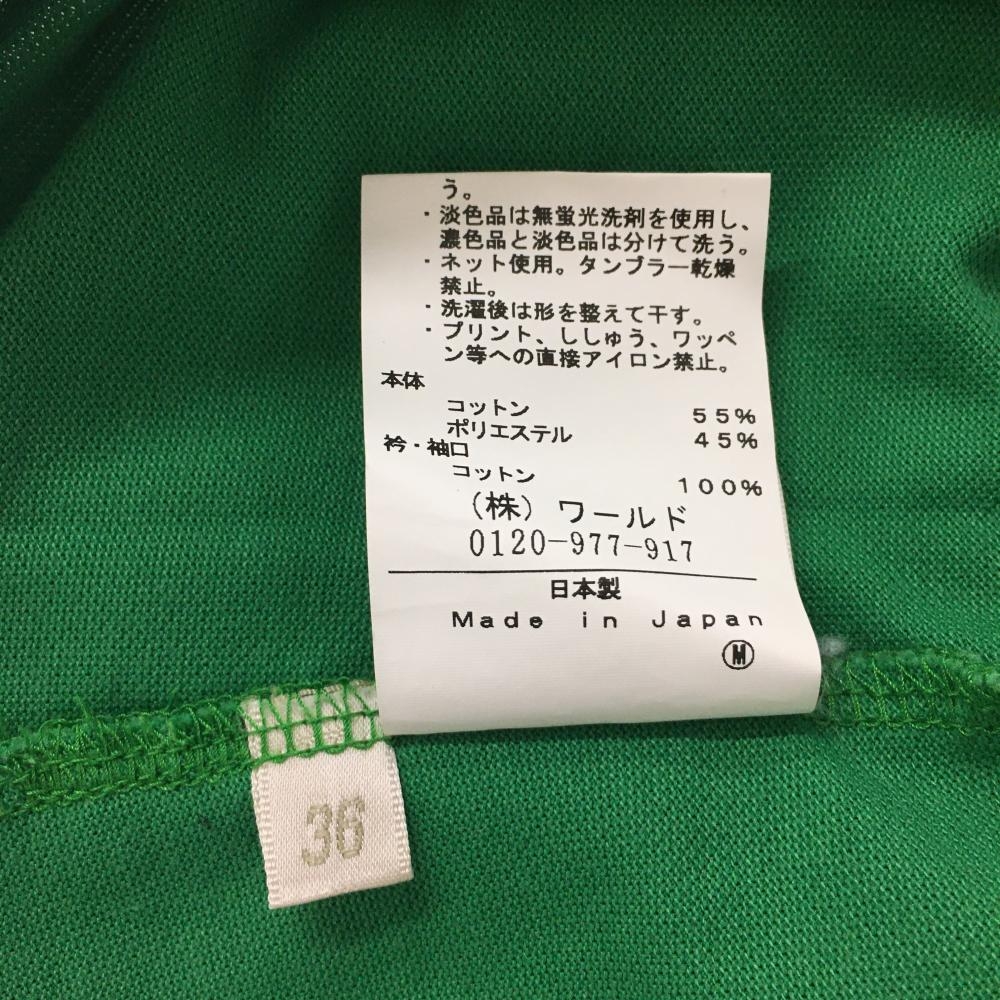 う。
・淡色品は無蛍光洗剤を使用し、
濃色品と淡色品は分けて洗う。
・ネット使用。タンブラー乾燥
禁止。
・洗濯後は形を整えて干す。
・プリント、ししゅう、ワッペ
ン等への直接アイロン禁止。
本体
コットン 55%
ポリエステル 45%
衿・袖口
コットン 100%
(株) ワールド
0120-977-917
日本製
Made in Japan
Ⓜ
36